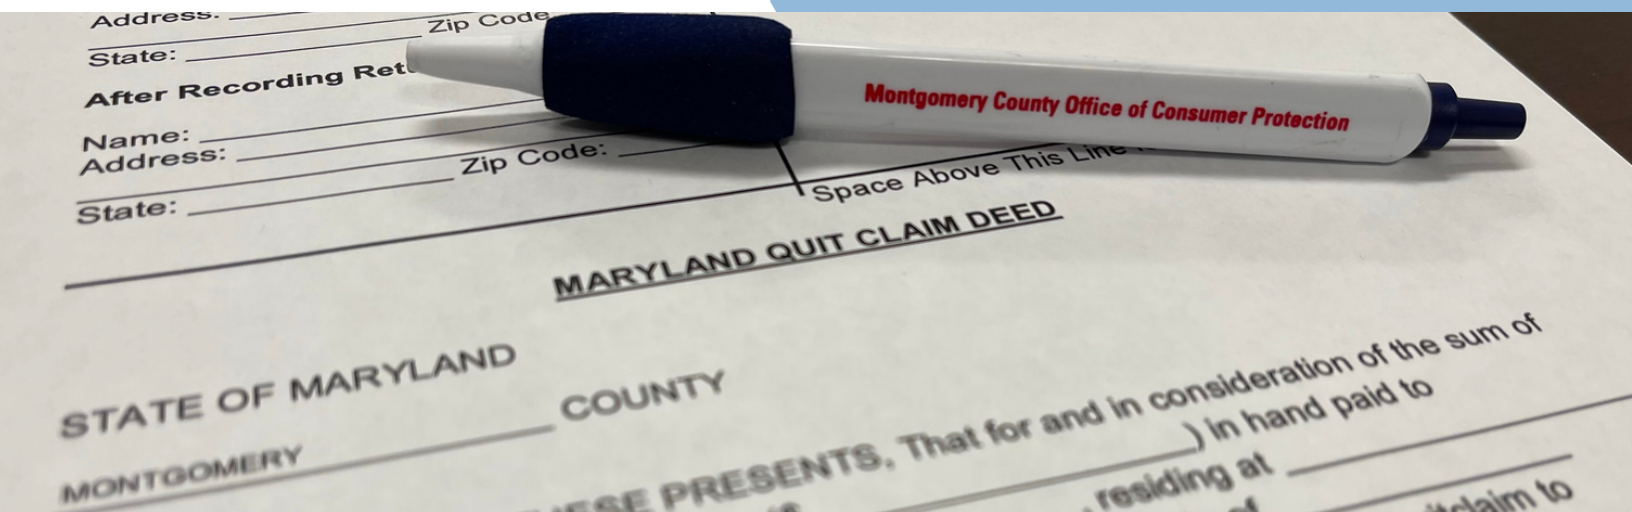 Address:
Zip Code
State:
After Recording Ret
Name:
Address:
Zip Code:
State:
Montgomery County Office of Consumer Protection
Space Above This Line
MARYLAND QUIT CLAIM DEED
STATE OF MARYLAND
MONTGOMERY COUNTY
PRESENTS, That for and in consideration of the sum of
) in hand paid to
, residing at
of
to